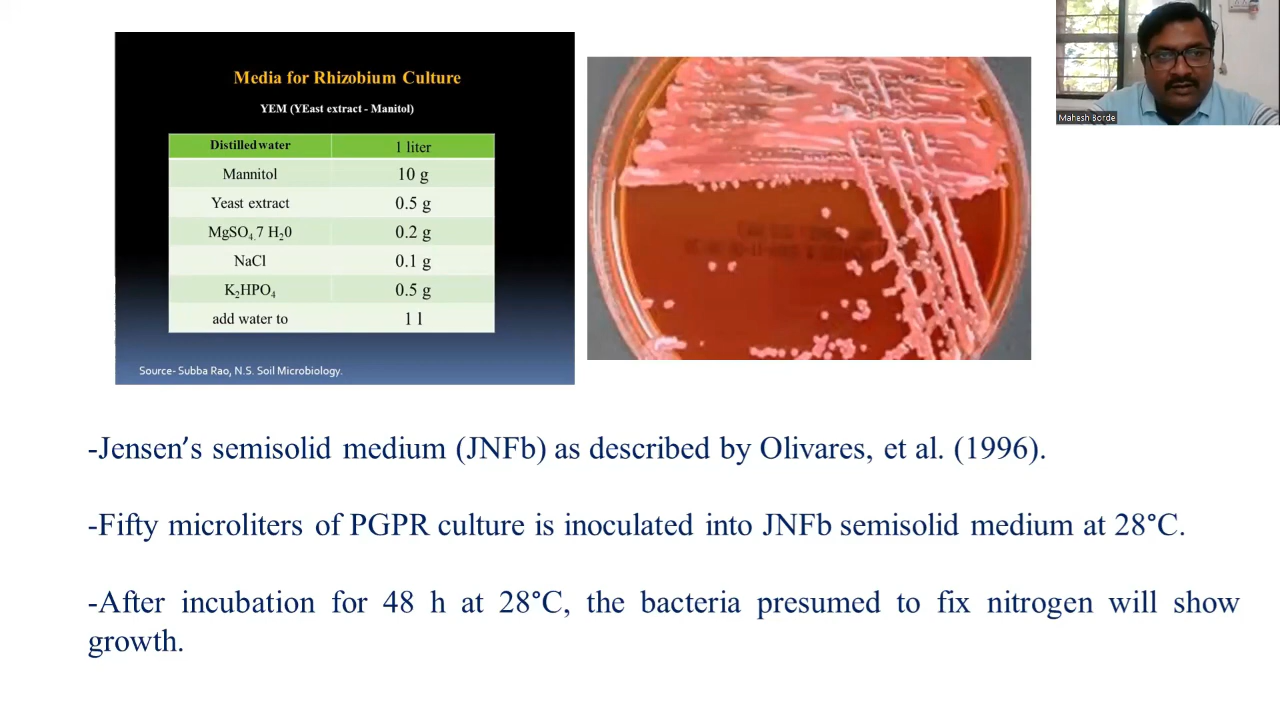 Media for Rhizobium Culture
YEM (YEast extract - Manitol)
Distilled water 1 liter
Mannitol 10 g
Yeast extract 0.5 g
MgSO4.7 H20 0.2 g
NaCl 0.1 g
K2HPO4 0.5 g
add water to 1 l
Source- Subba Rao, N.S. Soil Microbiology.
Mahesh Borde
-Jensen’s semisolid medium (JNFb) as described by Olivares, et al. (1996).
-Fifty microliters of PGPR culture is inoculated into JNFb semisolid medium at 28°C.
-After incubation for 48 h at 28°C, the bacteria presumed to fix nitrogen will show
growth.